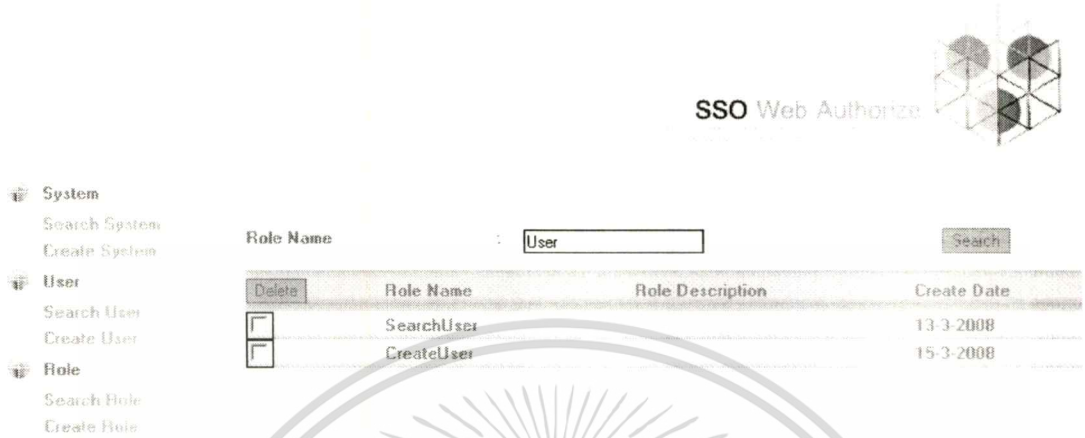 SSO Web Authorize
System
Search System
Create System
User
Search User
Create User
Role
Search Role
Create Role
Role Name : User Search
Delete Role Name Role Description Create Date
SearchUser 13-3-2008
CreateUser 15-3-2008